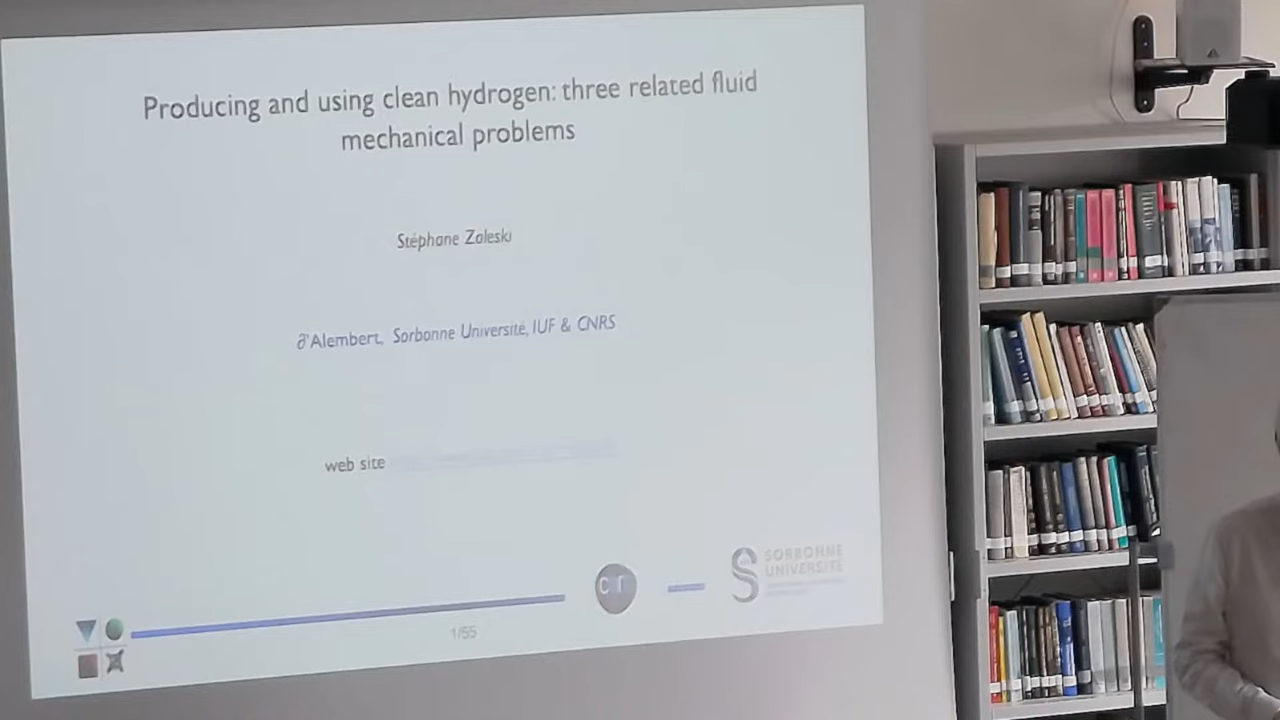 Producing and using clean hydrogen: three related fluid
mechanical problems
Stéphane Zaleski
∂'Alembert, Sorbonne Université, IUF & CNRS
web site
SORBONNE
UNIVERSITÉ
1/55